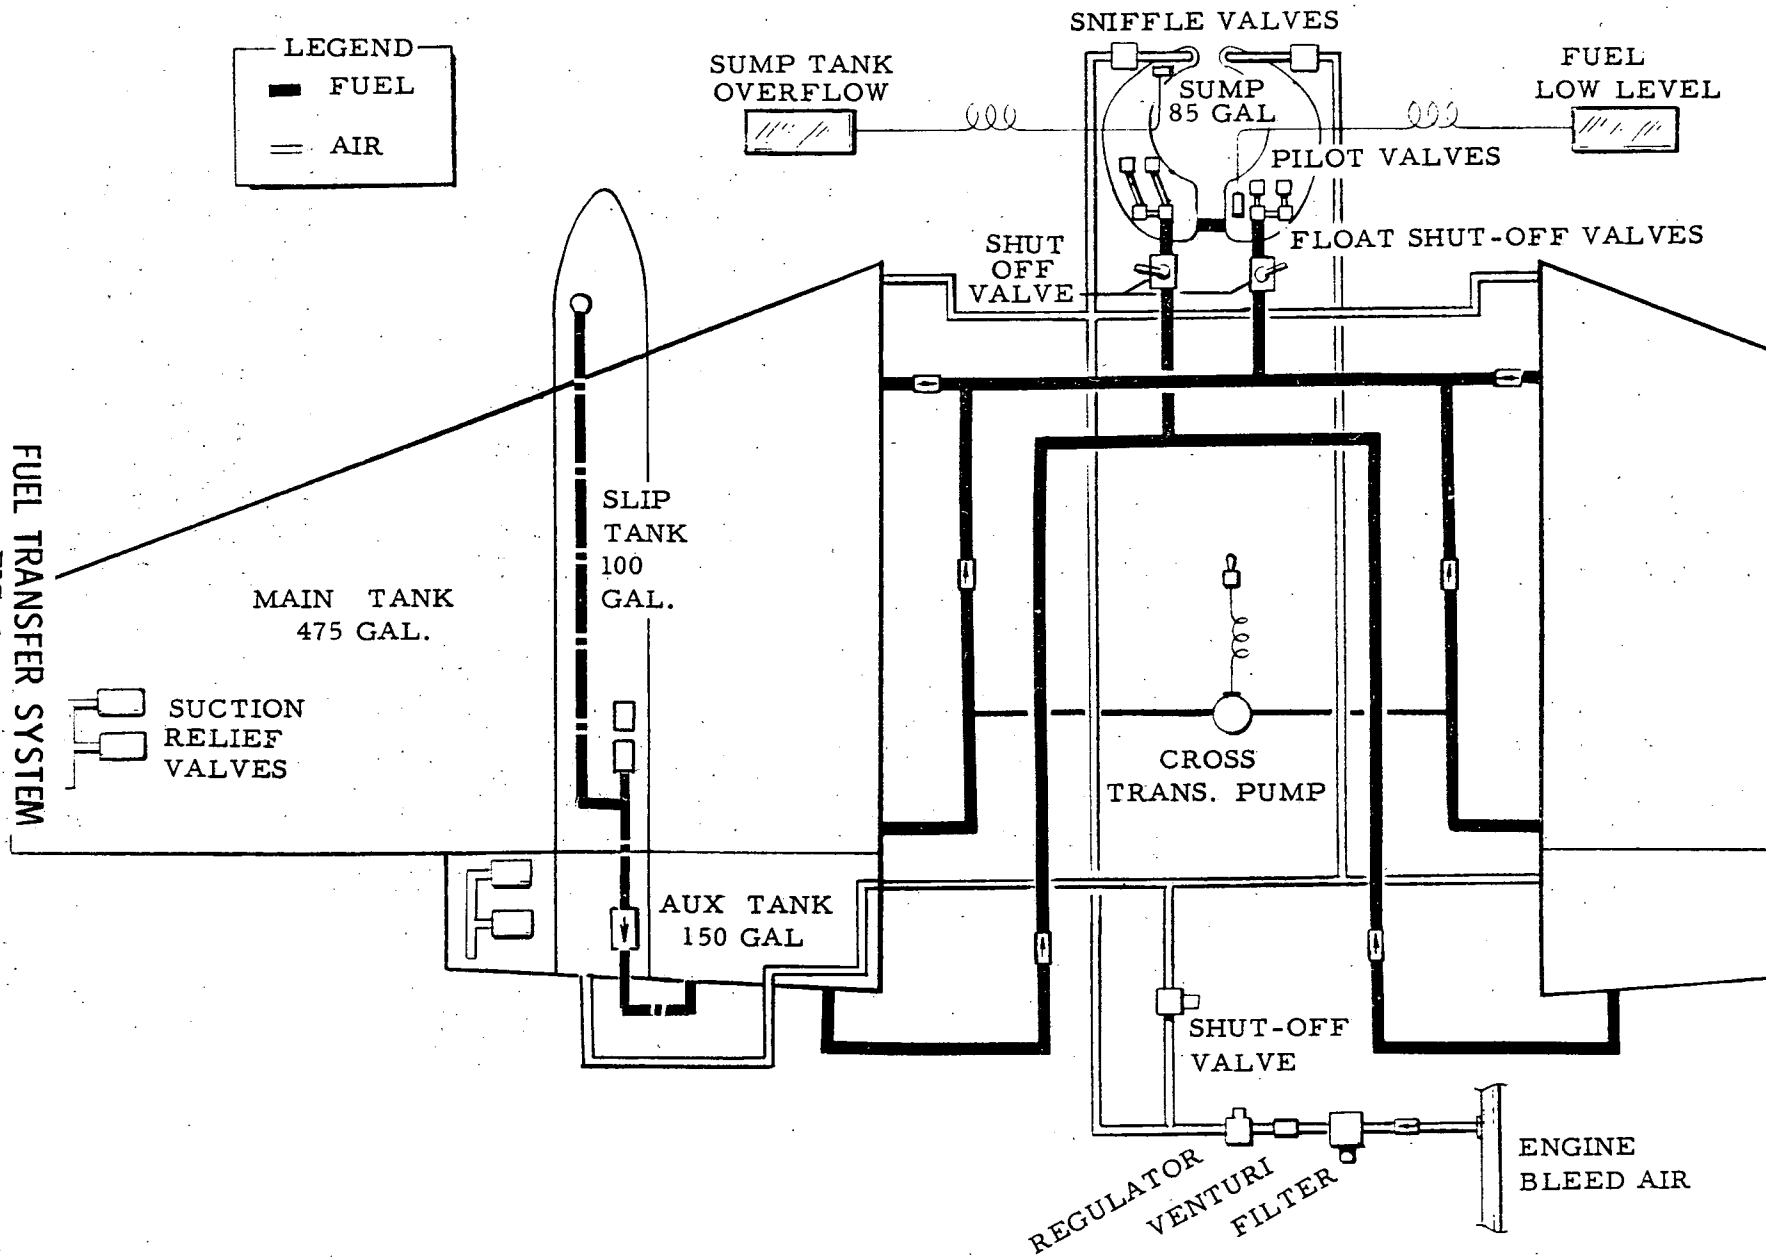 LEGEND
FUEL
AIR
SUMP TANK
OVERFLOW
SNIFFLE VALVES
SUMP
85 GAL
FUEL
LOW LEVEL
PILOT VALVES
FLOAT SHUT-OFF VALVES
SHUT
OFF
VALVE
FUEL TRANSFER SYSTEM
SLIP
TANK
100
GAL.
MAIN TANK
475 GAL.
SUCTION
RELIEF
VALVES
CROSS
TRANS. PUMP
AUX TANK
150 GAL
SHUT-OFF
VALVE
REGULATOR
VENTURI
FILTER
ENGINE
BLEED AIR